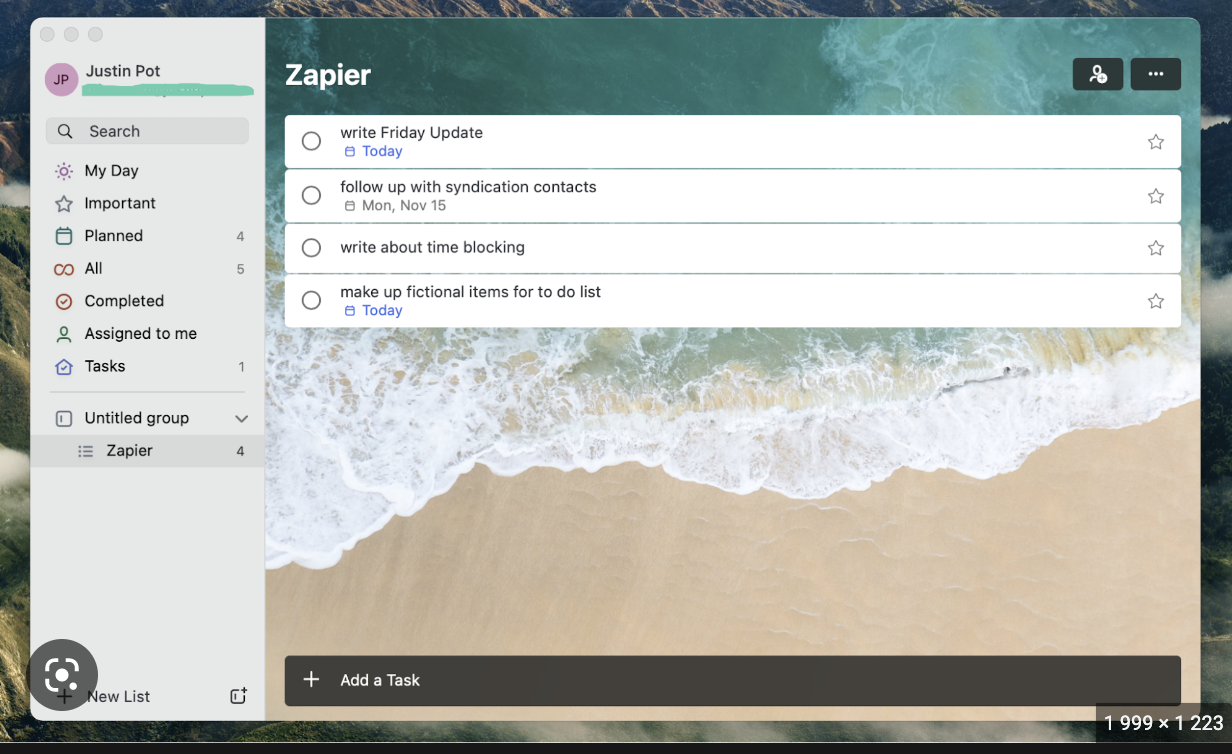 JP
Justin Pot
Search
My Day
Important
Planned 4
All 5
Completed
Assigned to me
Tasks 1
Untitled group
Zapier 4
New List
Zapier
write Friday Update
Today
follow up with syndication contacts
Mon, Nov 15
write about time blocking
make up fictional items for to do list
Today
Add a Task
1 999 × 1 223